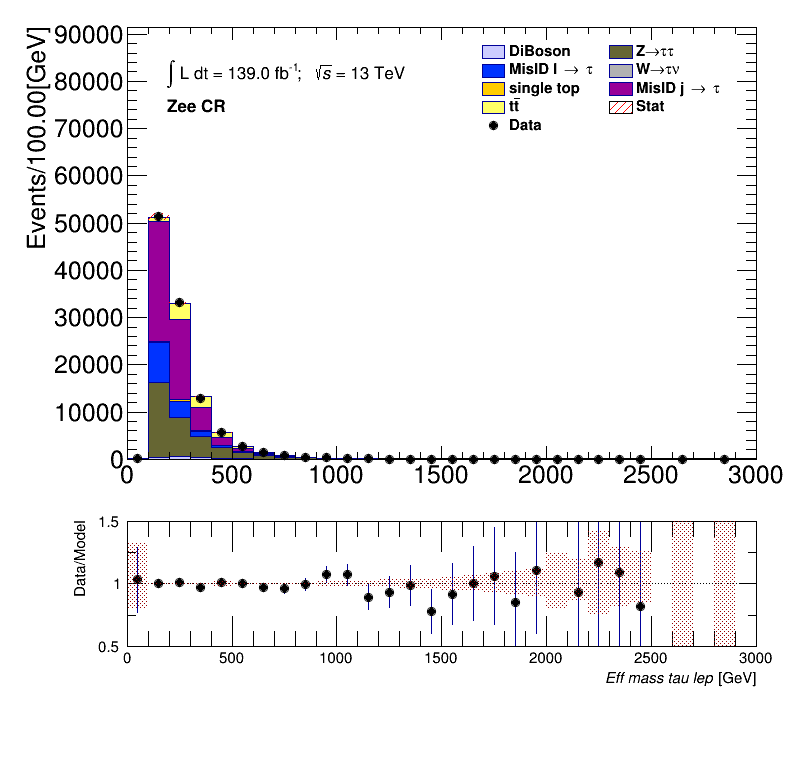 Events/100.00[GeV]
90000
80000
70000
60000
50000
40000
30000
20000
10000
0
0 500 1000 1500 2000 2500 3000
∫ L dt = 139.0 fb⁻¹; √s = 13 TeV
Zee CR
DiBoson
MisID l → τ
single top
tt̄
Data
Z→ττ
W→τν
MisID j → τ
Stat
Data/Model
1.5
1
0.5
0 500 1000 1500 2000 2500 3000
Eff mass tau lep [GeV]